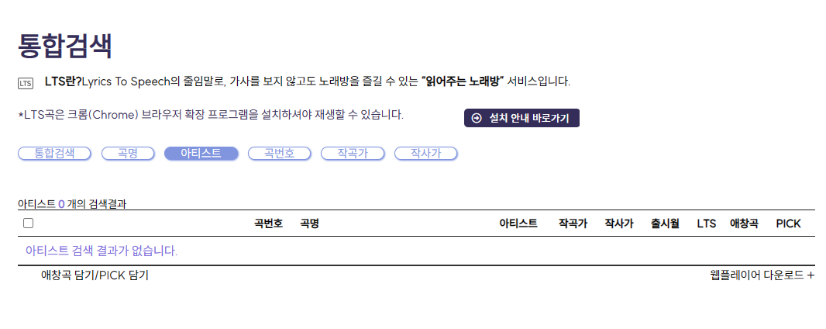 통합검색
LTS LTS란?Lyrics To Speech의 줄임말로, 가사를 보지 않고도 노래방을 즐길 수 있는 "읽어주는 노래방" 서비스입니다.
*LTS곡은 크롬(Chrome) 브라우저 확장 프로그램을 설치하셔야 재생할 수 있습니다. 설치 안내 바로가기
통합검색 곡명 아티스트 곡번호 작곡가 작사가
아티스트 0 개의 검색결과
곡번호 곡명 아티스트 작곡가 작사가 출시월 LTS 애창곡 PICK
아티스트 검색 결과가 없습니다.
애창곡 담기/PICK 담기 웹플레이어 다운로드 +